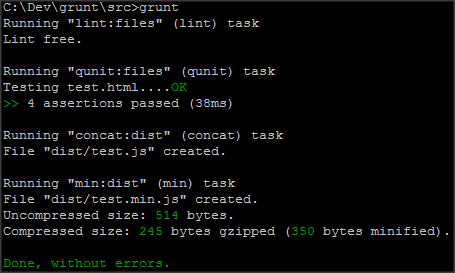 C:\Dev\grunt\src>grunt
Running "lint:files" (lint) task
Lint free.
Running "qunit:files" (qunit) task
Testing test.html....OK
>> 4 assertions passed (38ms)
Running "concat:dist" (concat) task
File "dist/test.js" created.
Running "min:dist" (min) task
File "dist/test.min.js" created.
Uncompressed size: 514 bytes.
Compressed size: 245 bytes gzipped (350 bytes minified).
Done, without errors.